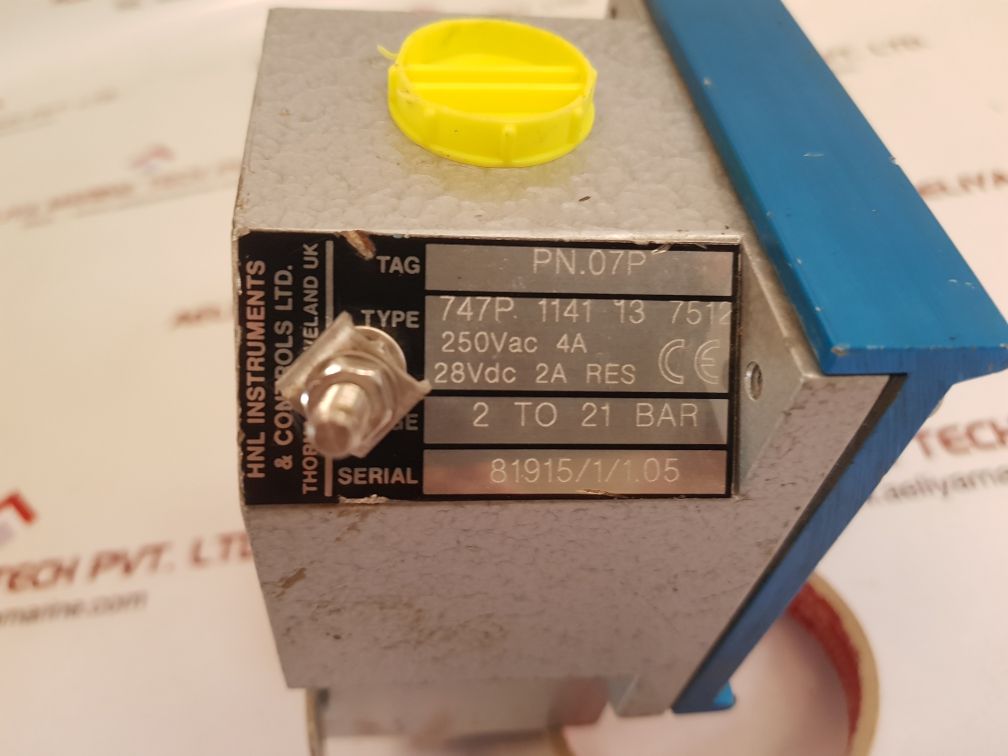 HNL INSTRUMENTS
& CONTROLS LTD.
UK
TAG PN.07P
TYPE 747P 1141 13 7512
250Vac 4A
28Vdc 2A RES CE
2 TO 21 BAR
SERIAL 81915/1/1.05
TECH PVT. LTD
TECH